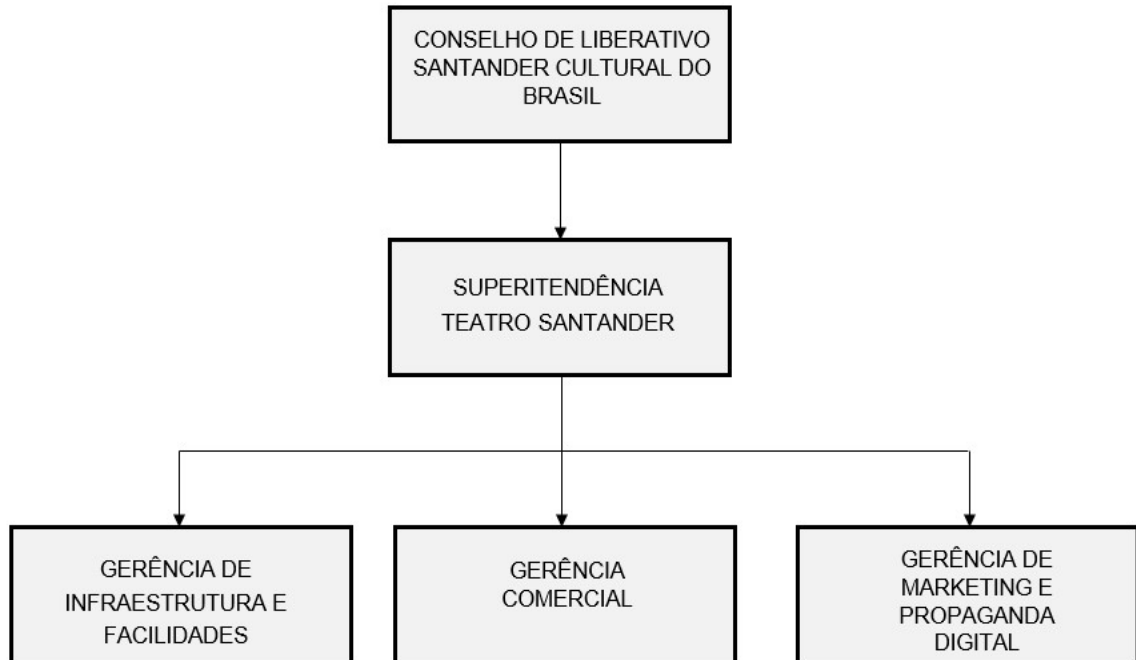 CONSELHO DE LIBERATIVO
SANTANDER CULTURAL DO
BRASIL
SUPERITENDÊNCIA
TEATRO SANTANDER
GERÊNCIA DE
INFRAESTRUTURA E
FACILIDADES
GERÊNCIA
COMERCIAL
GERÊNCIA DE
MARKETING E
PROPAGANDA
DIGITAL